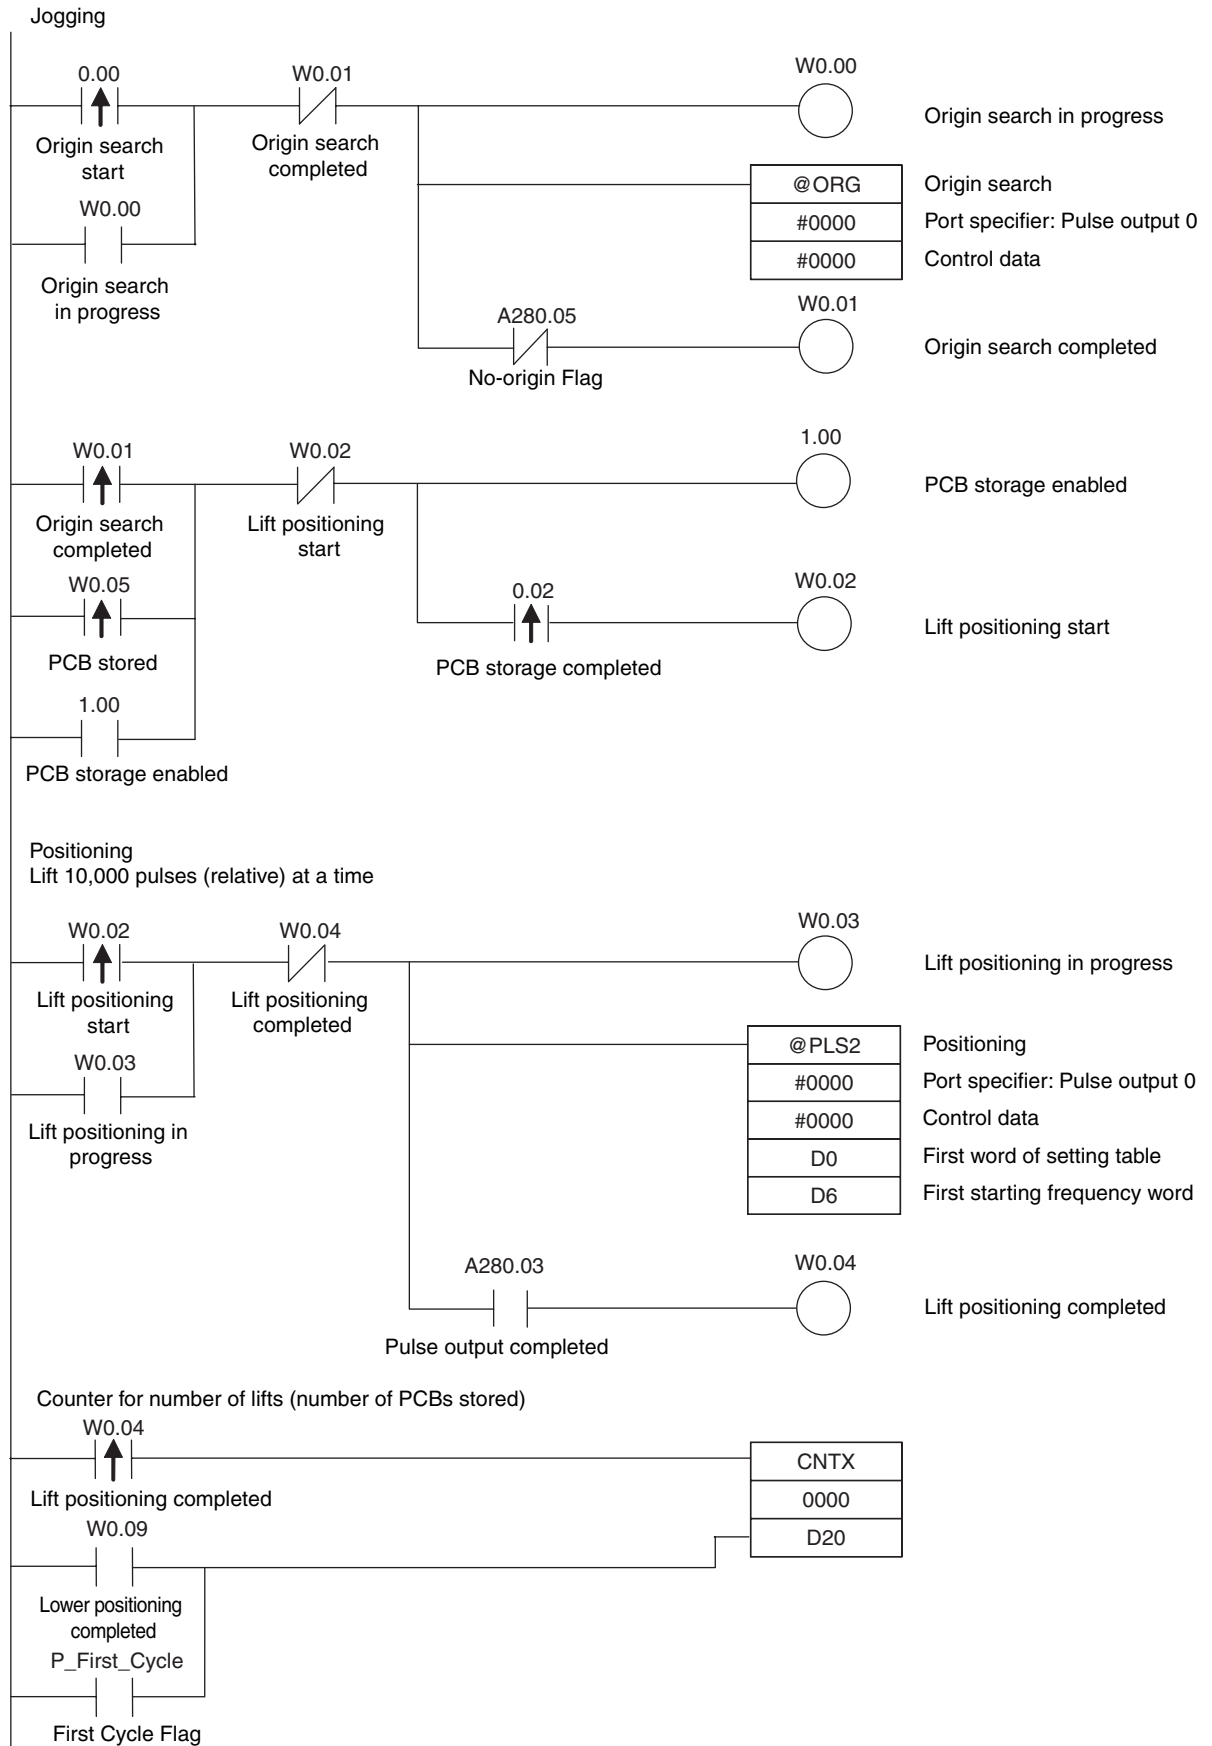 Jogging
0.00
W0.01
W0.00
Origin search
start
Origin search
completed
Origin search in progress
W0.00
@ORG
Origin search
#0000
Port specifier: Pulse output 0
#0000
Control data
Origin search
in progress
A280.05
W0.01
No-origin Flag
Origin search completed
W0.01
W0.02
1.00
Origin search
completed
Lift positioning
start
PCB storage enabled
W0.05
0.02
W0.02
PCB stored
PCB storage completed
Lift positioning start
1.00
PCB storage enabled
Positioning
Lift 10,000 pulses (relative) at a time
W0.02
W0.04
W0.03
Lift positioning
start
Lift positioning
completed
Lift positioning in progress
W0.03
@PLS2
Positioning
#0000
Port specifier: Pulse output 0
#0000
Control data
Lift positioning in
progress
D0
First word of setting table
D6
First starting frequency word
A280.03
W0.04
Pulse output completed
Lift positioning completed
Counter for number of lifts (number of PCBs stored)
W0.04
CNTX
Lift positioning completed
0000
W0.09
D20
Lower positioning
completed
P_First_Cycle
First Cycle Flag